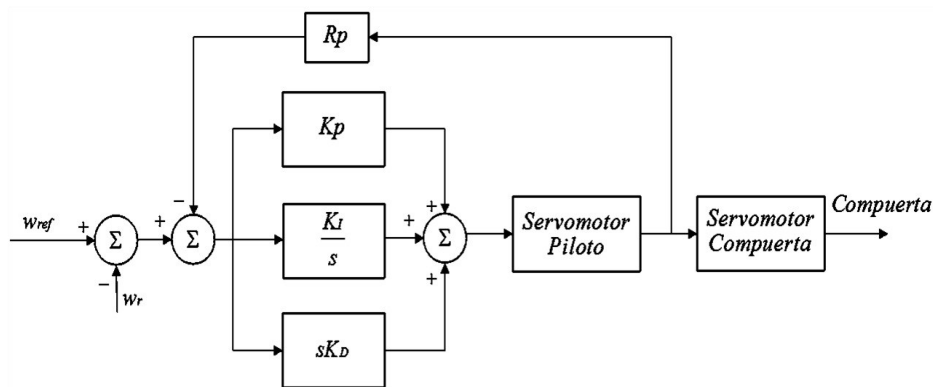 Rp
Kp
Wref
+
Σ
−
Wr
+
−
Σ
KI
s
sKD
+
+
+
Σ
Servomotor
Piloto
Servomotor
Compuerta
Compuerta